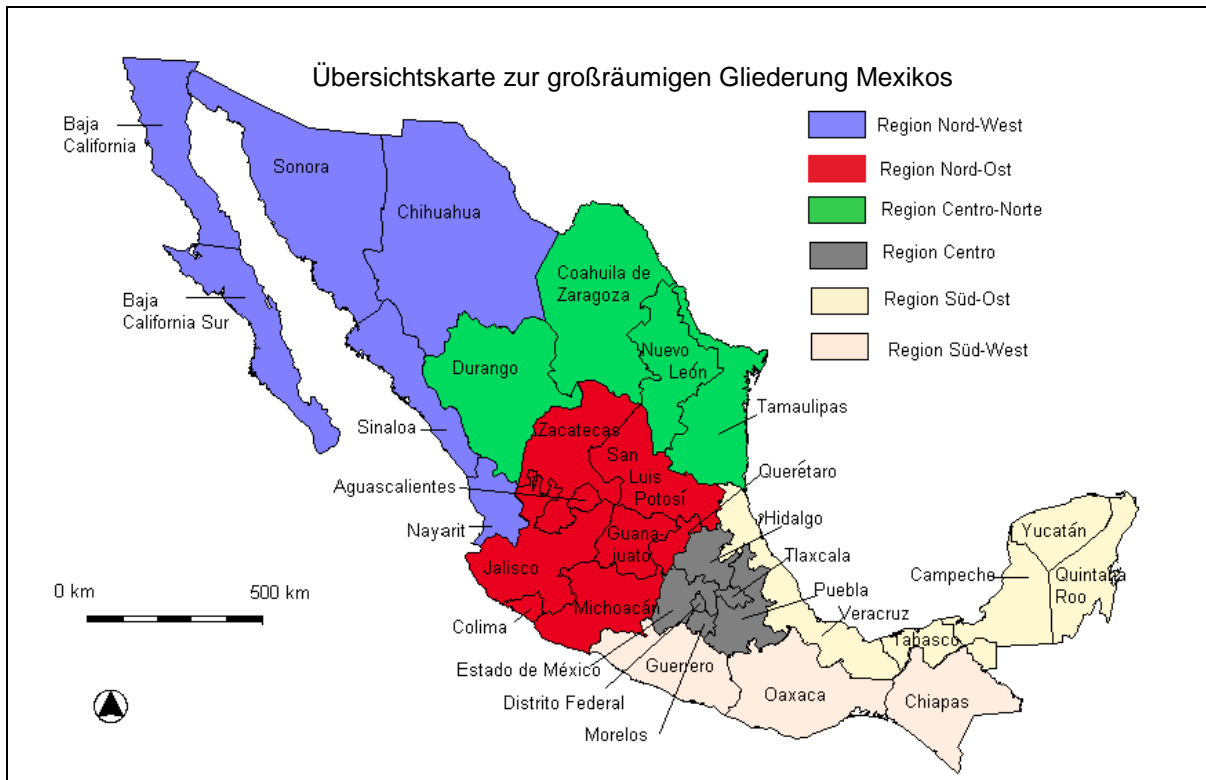 Übersichtskarte zur großräumigen Gliederung Mexikos
Region Nord-West
Region Nord-Ost
Region Centro-Norte
Region Centro
Region Süd-Ost
Region Süd-West
Baja
California
Sonora
Chihuahua
Baja
California Sur
Coahuila de
Zaragoza
Nuevo
León
Durango
Tamaulipas
Sinaloa
Zacatecas
San
Luis
Potosí
Querétaro
Aguascalientes
Nayarit
Hidalgo
Guana-
juato
Tlaxcala
Jalisco
Puebla
Michoacán
Colima
Veracruz
Yucatán
Campeche
Quintana
Roo
Tabasco
0 km
500 km
Estado de México
Guerrero
Distrito Federal
Oaxaca
Chiapas
Morelos